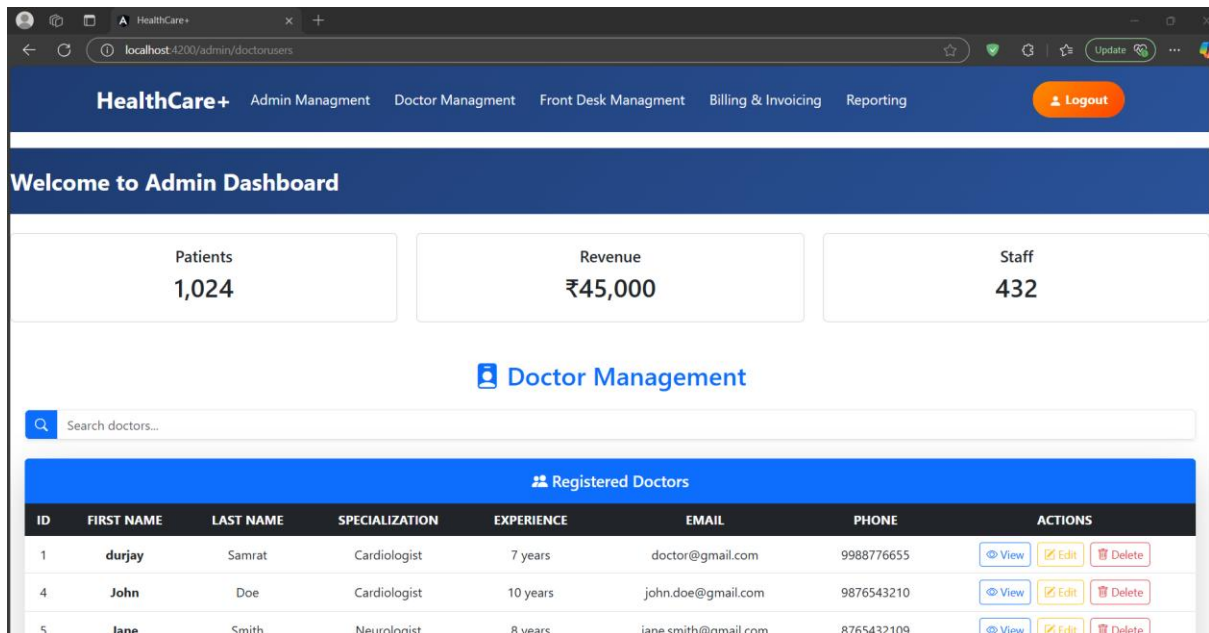 HealthCare+
localhost:4200/admin/doctorusers
Update
HealthCare+ Admin Managment Doctor Managment Front Desk Managment Billing & Invoicing Reporting Logout
Welcome to Admin Dashboard
Patients Revenue Staff
1,024 ₹45,000 432
Doctor Management
Search doctors...
Registered Doctors
ID FIRST NAME LAST NAME SPECIALIZATION EXPERIENCE EMAIL PHONE ACTIONS
1 durjay Samrat Cardiologist 7 years doctor@gmail.com 9988776655 View Edit Delete
4 John Doe Cardiologist 10 years john.doe@gmail.com 9876543210 View Edit Delete
5 Jane Smith Neurologist 8 years jane.smith@gmail.com 8765432109 View Edit Delete